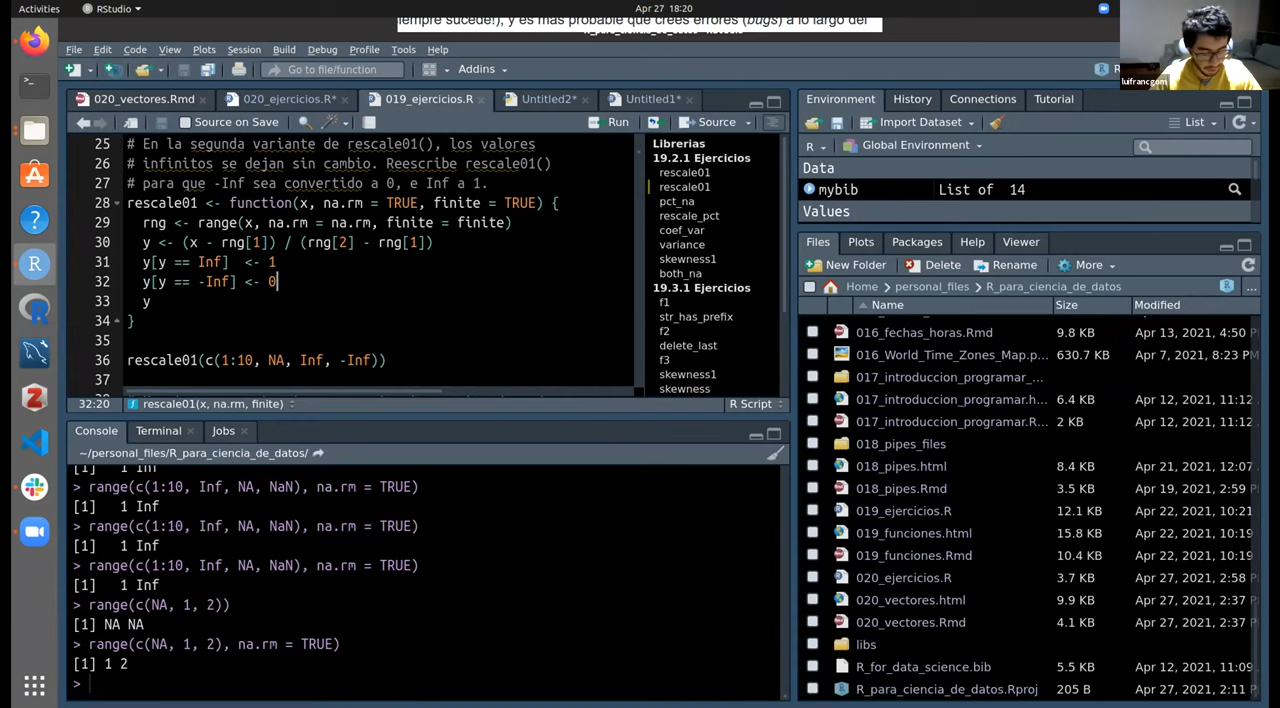 Activities
RStudio
Apr 27 18:20
siempre sucede!), y es más probable que crees errores (bugs) a lo largo del
File Edit Code View Plots Session Build Debug Profile Tools Help
Go to file/function
Addins
luifrancgom
020_vectores.Rmd
020_ejercicios.R*
019_ejercicios.R
Untitled2*
Untitled1*
Source on Save
Run
Source
25 # En la segunda variante de rescale01(), los valores
26 # infinitos se dejan sin cambio. Reescribe rescale01()
27 # para que -Inf sea convertido a 0, e Inf a 1.
28 rescale01 <- function(x, na.rm = TRUE, finite = TRUE) {
29 rng <- range(x, na.rm = na.rm, finite = finite)
30 y <- (x - rng[1]) / (rng[2] - rng[1])
31 y[y == Inf] <- 1
32 y[y == -Inf] <- 0
33 y
34 }
35
36 rescale01(c(1:10, NA, Inf, -Inf))
37
Librerias
19.2.1 Ejercicios
rescale01
rescale01
pct_na
rescale_pct
coef_var
variance
skewness1
both_na
19.3.1 Ejercicios
f1
str_has_prefix
f2
delete_last
f3
skewness1
skewness
32:20 rescale01(x, na.rm, finite) R Script
Console Terminal Jobs
~/personal_files/R_para_ciencia_de_datos/
[1] 1 Inf
> range(c(1:10, Inf, NA, NaN), na.rm = TRUE)
[1] 1 Inf
> range(c(1:10, Inf, NA, NaN), na.rm = TRUE)
[1] 1 Inf
> range(c(1:10, Inf, NA, NaN), na.rm = TRUE)
[1] 1 Inf
> range(c(NA, 1, 2))
[1] NA NA
> range(c(NA, 1, 2), na.rm = TRUE)
[1] 1 2
>
Environment History Connections Tutorial
Import Dataset
List
R Global Environment
Data
mybib List of 14
Values
Files Plots Packages Help Viewer
New Folder Delete Rename More
Home personal_files R_para_ciencia_de_datos
Name Size Modified
016_fechas_horas.Rmd 9.8 KB Apr 13, 2021, 4:50 P
016_World_Time_Zones_Map.p... 630.7 KB Apr 7, 2021, 8:23 PM
017_introduccion_programar_...
017_introduccion_programar.h... 6.4 KB Apr 12, 2021, 11:12
017_introduccion_programar.R... 2 KB Apr 12, 2021, 11:12
018_pipes_files
018_pipes.html 8.4 KB Apr 21, 2021, 12:07
018_pipes.Rmd 3.5 KB Apr 19, 2021, 2:59 P
019_ejercicios.R 12.1 KB Apr 22, 2021, 10:21
019_funciones.html 15.8 KB Apr 22, 2021, 10:19
019_funciones.Rmd 10.4 KB Apr 22, 2021, 10:19
020_ejercicios.R 3.7 KB Apr 27, 2021, 2:58 P
020_vectores.html 9.9 KB Apr 27, 2021, 2:37 P
020_vectores.Rmd 4.1 KB Apr 27, 2021, 2:37 P
libs
R_for_data_science.bib 5.5 KB Apr 12, 2021, 11:09
R_para_ciencia_de_datos.Rproj 205 B Apr 27, 2021, 2:11 P